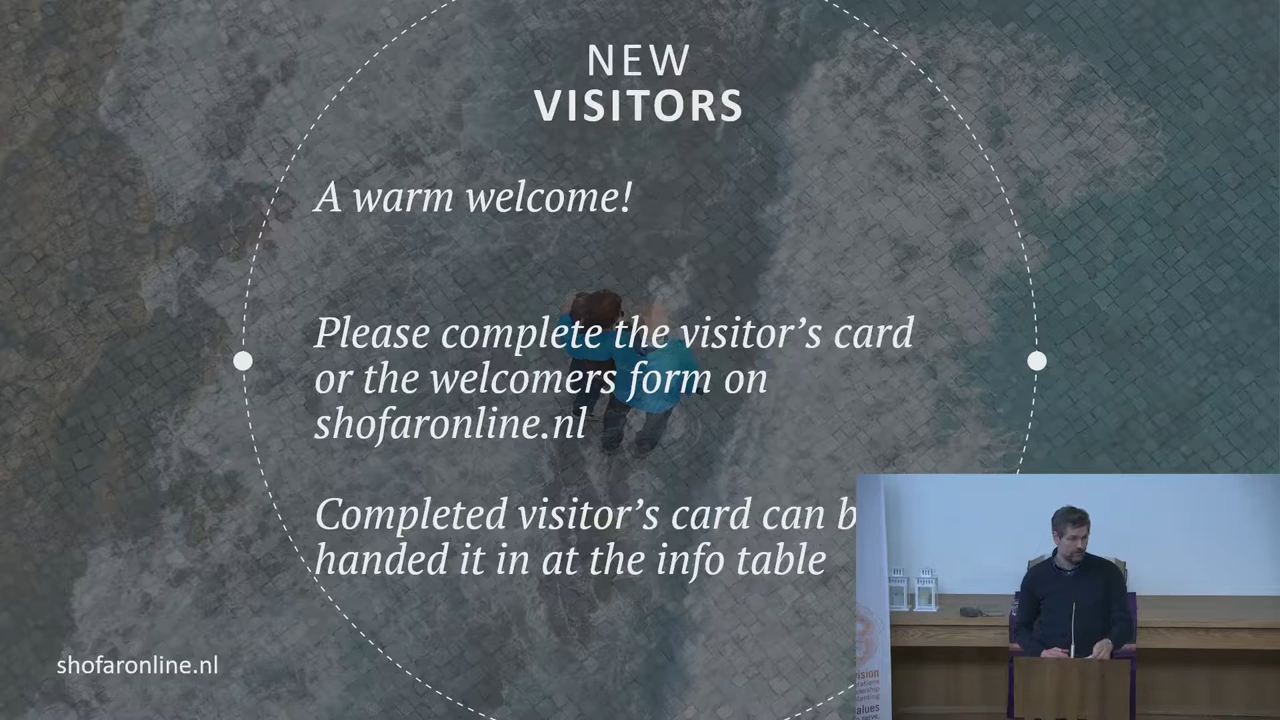 NEW
VISITORS
A warm welcome!
Please complete the visitor's card
or the welcomers form on
shofaronline.nl
Completed visitor's card can b
handed it in at the info table
shofaronline.nl